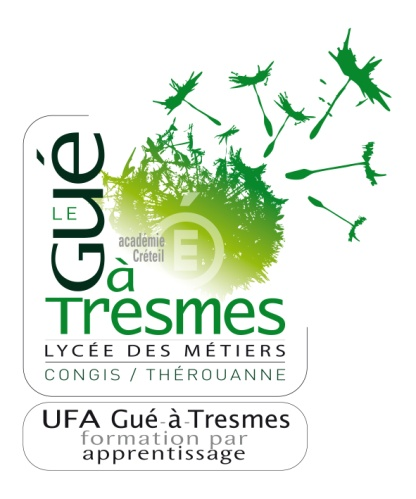 LE Gué
académie
Créteil
É
à
Tresmes
LYCÉE DES MÉTIERS
CONGIS / THÉROUANNE
UFA Gué-à-Tresmes
formation par
apprentissage